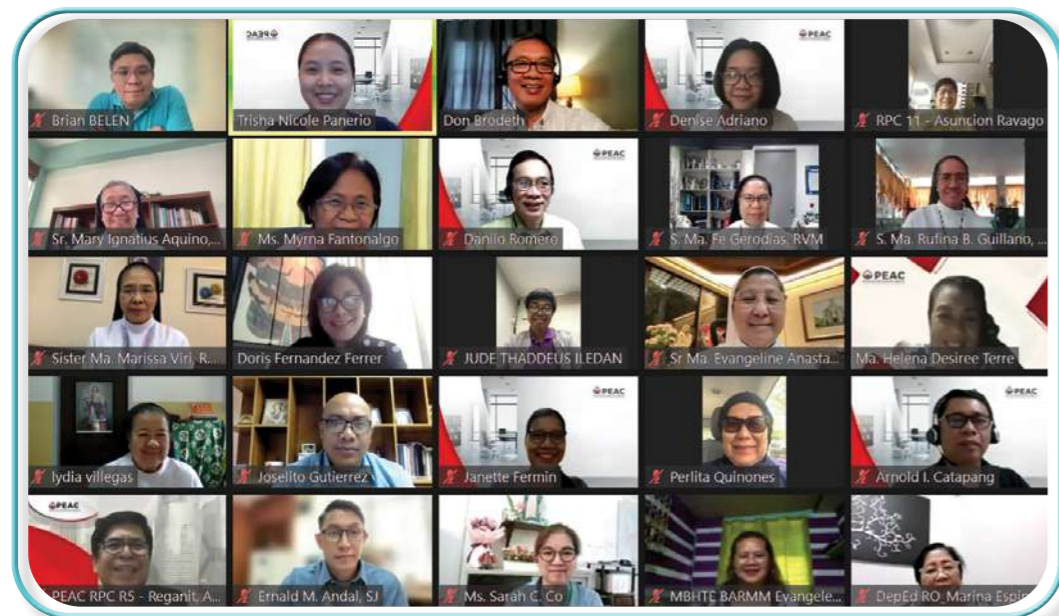 PEAC
PEAC
Brian BELEN
Trisha Nicole Panerio
Don Brodeth
Denise Adriano
RPC 11 - Asuncion Ravago
PEAC
Sr. Mary Ignatius Aquino,...
Ms. Myrna Fantonalgo
Danilo Romero
S. Ma. Fe Gerodias, RVM
S. Ma. Rufina B. Guillano, ...
PEAC
Sister Ma. Marissa Viri, R...
Doris Fernandez Ferrer
JUDE THADDEUS ILEDAN
Sr Ma. Evangeline Anasta...
Ma. Helena Desiree Terre
PEAC
PEAC
lydia villegas
Joselito Gutierrez
Janette Fermin
Perlita Quinones
Arnold I. Catapang
PEAC
PEAC RPC R5 - Reganit, A...
Ernald M. Andal, SJ
Ms. Sarah C. Co
MBHTE BARMM Evangele...
DepEd RO_Marina Espin